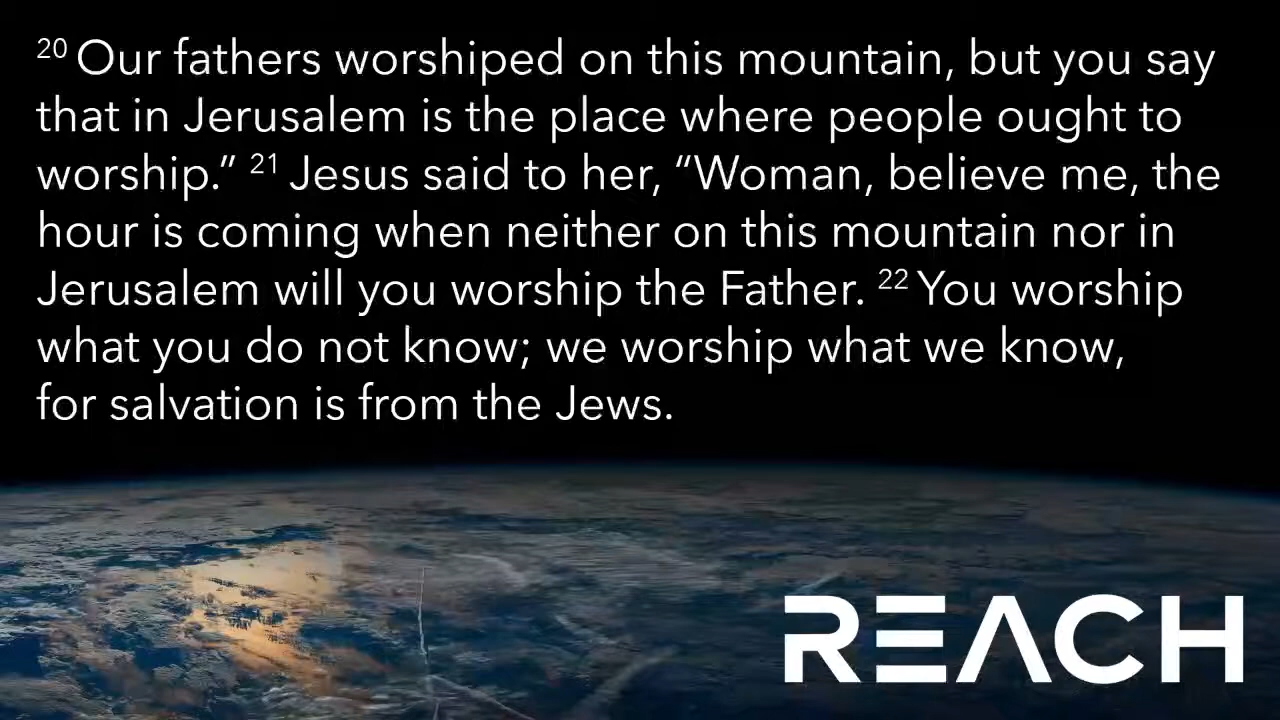 20 Our fathers worshiped on this mountain, but you say
that in Jerusalem is the place where people ought to
worship.” 21 Jesus said to her, “Woman, believe me, the
hour is coming when neither on this mountain nor in
Jerusalem will you worship the Father. 22 You worship
what you do not know; we worship what we know,
for salvation is from the Jews.
REACH